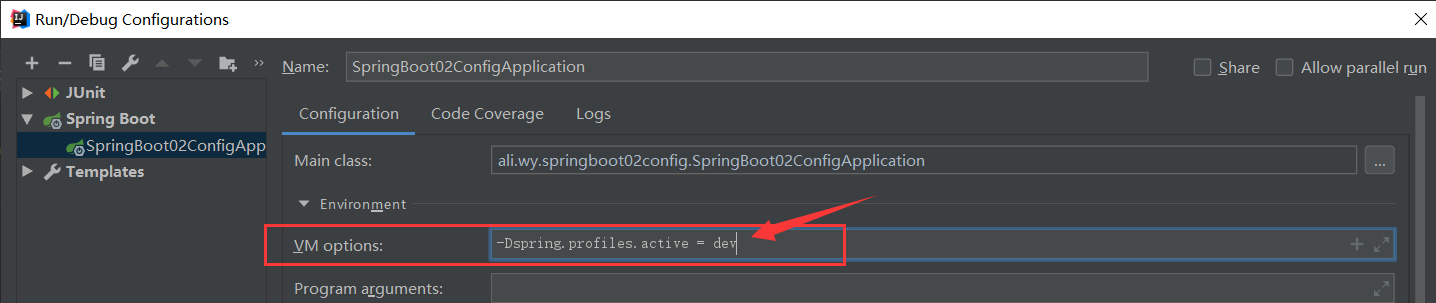 Run/Debug Configurations
Name: SpringBoot02ConfigApplication Share Allow parallel run
JUnit
Spring Boot
SpringBoot02ConfigApp
Templates
Configuration Code Coverage Logs
Main class: ali.wy.springboot02config.SpringBoot02ConfigApplication ...
Environment
VM options: -Dspring.profiles.active = dev
Program arguments: